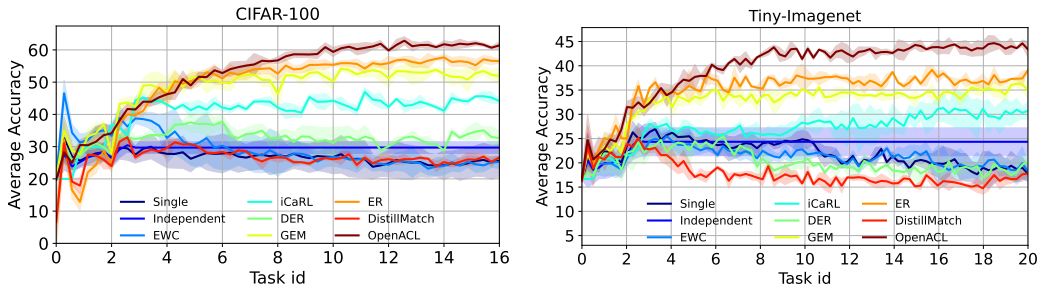 CIFAR-100
Average Accuracy
60
50
40
30
20
10
0
Single
Independent
EWC
iCaRL
DER
GEM
ER
DistillMatch
OpenACL
0 2 4 6 8 10 12 14 16
Task id
Tiny-Imagenet
Average Accuracy
45
40
35
30
25
20
15
10
5
Single
Independent
EWC
iCaRL
DER
GEM
ER
DistillMatch
OpenACL
0 2 4 6 8 10 12 14 16 18 20
Task id